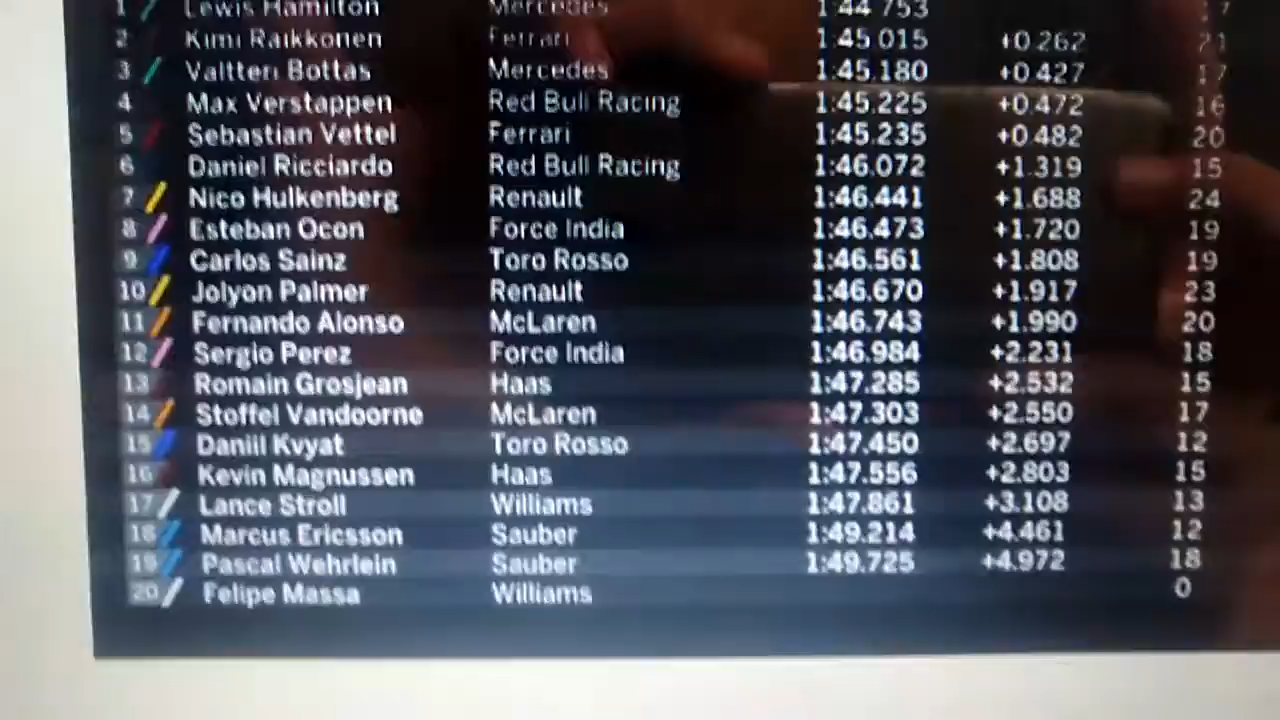 1 Lewis Hamilton Mercedes 1:44.753 17
2 Kimi Raikkonen Ferrari 1:45.015 +0.262 21
3 Valtteri Bottas Mercedes 1:45.180 +0.427 17
4 Max Verstappen Red Bull Racing 1:45.225 +0.472 16
5 Sebastian Vettel Ferrari 1:45.235 +0.482 20
6 Daniel Ricciardo Red Bull Racing 1:46.072 +1.319 15
7 Nico Hulkenberg Renault 1:46.441 +1.688 24
8 Esteban Ocon Force India 1:46.473 +1.720 19
9 Carlos Sainz Toro Rosso 1:46.561 +1.808 19
10 Jolyon Palmer Renault 1:46.670 +1.917 23
11 Fernando Alonso McLaren 1:46.743 +1.990 20
12 Sergio Perez Force India 1:46.984 +2.231 18
13 Romain Grosjean Haas 1:47.285 +2.532 15
14 Stoffel Vandoorne McLaren 1:47.303 +2.550 17
15 Daniil Kvyat Toro Rosso 1:47.450 +2.697 12
16 Kevin Magnussen Haas 1:47.556 +2.803 15
17 Lance Stroll Williams 1:47.861 +3.108 13
18 Marcus Ericsson Sauber 1:49.214 +4.461 12
19 Pascal Wehrlein Sauber 1:49.725 +4.972 18
20 Felipe Massa Williams 0